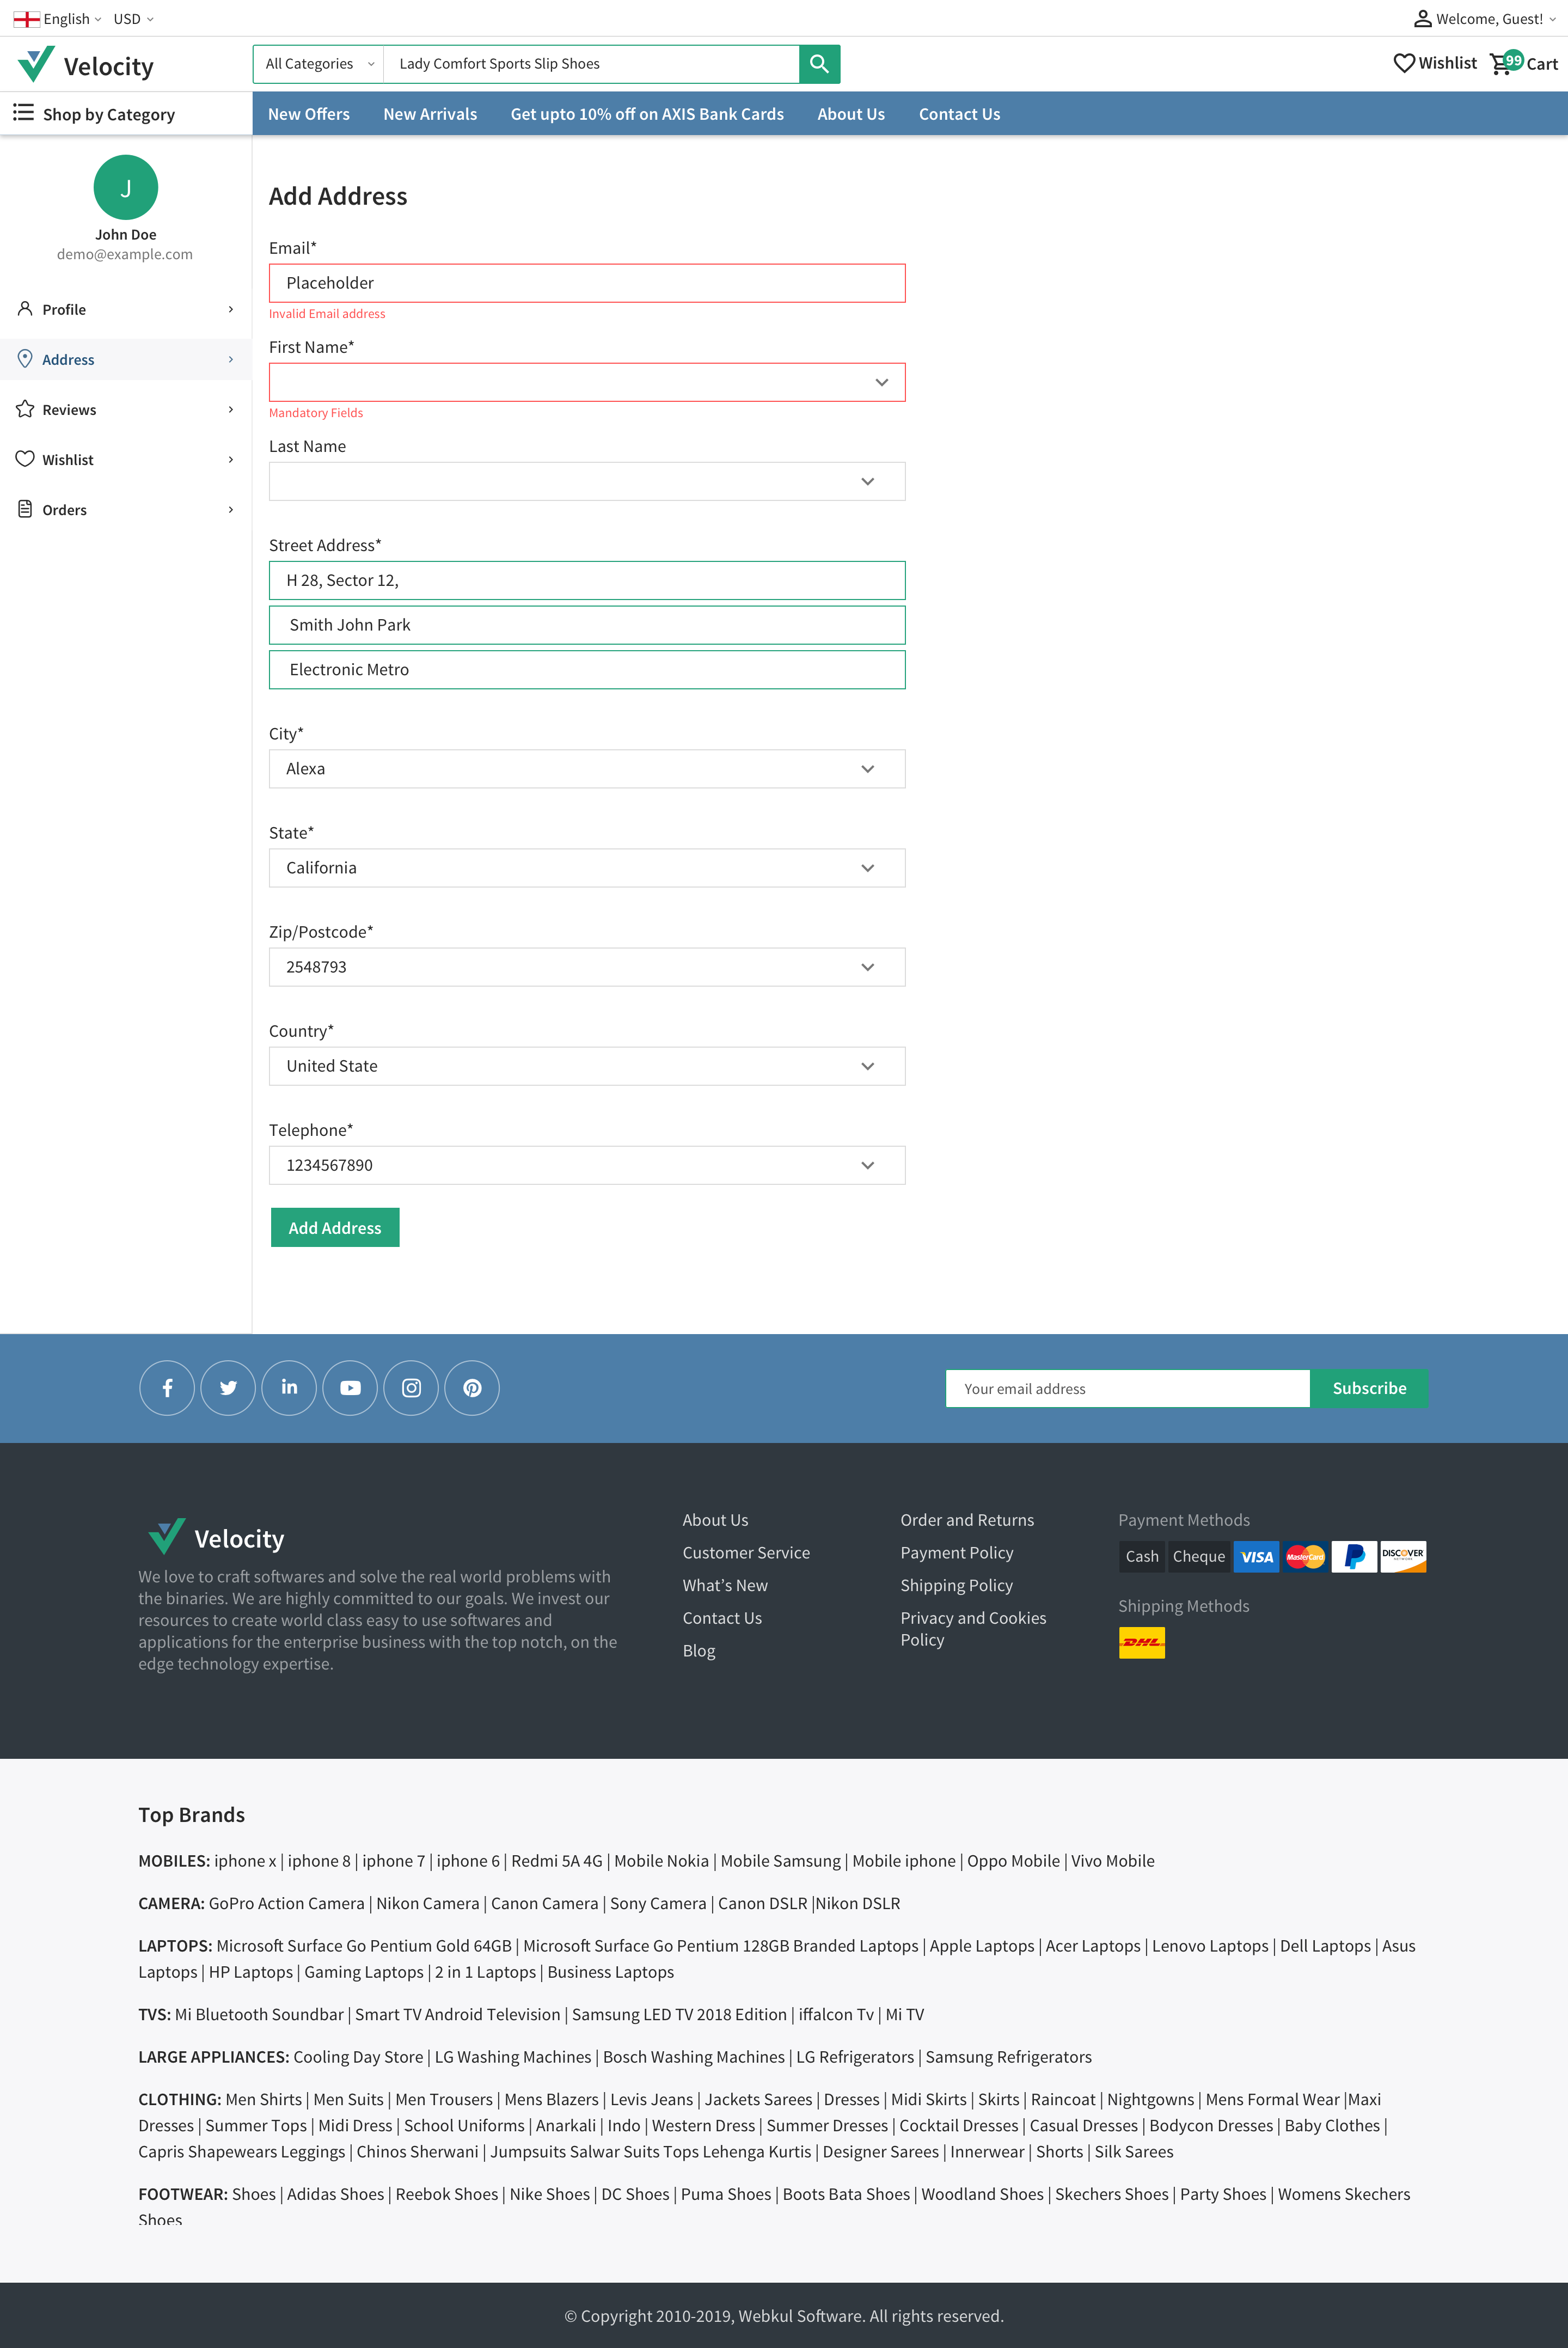 English USD Welcome, Guest!
Velocity All Categories Lady Comfort Sports Slip Shoes Wishlist 99 Cart
Shop by Category New Offers New Arrivals Get upto 10% off on AXIS Bank Cards About Us Contact Us
J
John Doe
demo@example.com
Profile
Address
Reviews
Wishlist
Orders
Add Address
Email*
Placeholder
Invalid Email address
First Name*
Mandatory Fields
Last Name
Street Address*
H 28, Sector 12,
Smith John Park
Electronic Metro
City*
Alexa
State*
California
Zip/Postcode*
2548793
Country*
United State
Telephone*
1234567890
Add Address
Your email address Subscribe
Velocity
We love to craft softwares and solve the real world problems with
the binaries. We are highly committed to our goals. We invest our
resources to create world class easy to use softwares and
applications for the enterprise business with the top notch, on the
edge technology expertise.
About Us
Customer Service
What’s New
Contact Us
Blog
Order and Returns
Payment Policy
Shipping Policy
Privacy and Cookies
Policy
Payment Methods
Cash Cheque VISA MasterCard P DISCOVER
Shipping Methods
DHL
Top Brands
MOBILES: iphone x | iphone 8 | iphone 7 | iphone 6 | Redmi 5A 4G | Mobile Nokia | Mobile Samsung | Mobile iphone | Oppo Mobile | Vivo Mobile
CAMERA: GoPro Action Camera | Nikon Camera | Canon Camera | Sony Camera | Canon DSLR |Nikon DSLR
LAPTOPS: Microsoft Surface Go Pentium Gold 64GB | Microsoft Surface Go Pentium 128GB Branded Laptops | Apple Laptops | Acer Laptops | Lenovo Laptops | Dell Laptops | Asus
Laptops | HP Laptops | Gaming Laptops | 2 in 1 Laptops | Business Laptops
TVS: Mi Bluetooth Soundbar | Smart TV Android Television | Samsung LED TV 2018 Edition | iffalcon Tv | Mi TV
LARGE APPLIANCES: Cooling Day Store | LG Washing Machines | Bosch Washing Machines | LG Refrigerators | Samsung Refrigerators
CLOTHING: Men Shirts | Men Suits | Men Trousers | Mens Blazers | Levis Jeans | Jackets Sarees | Dresses | Midi Skirts | Skirts | Raincoat | Nightgowns | Mens Formal Wear |Maxi
Dresses | Summer Tops | Midi Dress | School Uniforms | Anarkali | Indo | Western Dress | Summer Dresses | Cocktail Dresses | Casual Dresses | Bodycon Dresses | Baby Clothes |
Capris Shapewears Leggings | Chinos Sherwani | Jumpsuits Salwar Suits Tops Lehenga Kurtis | Designer Sarees | Innerwear | Shorts | Silk Sarees
FOOTWEAR: Shoes | Adidas Shoes | Reebok Shoes | Nike Shoes | DC Shoes | Puma Shoes | Boots Bata Shoes | Woodland Shoes | Skechers Shoes | Party Shoes | Womens Skechers
Shoes
© Copyright 2010-2019, Webkul Software. All rights reserved.